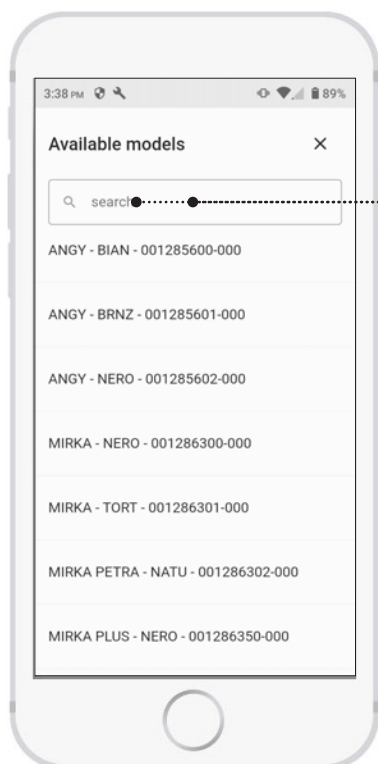 3:38 PM 89%
Available models
search
ANGY - BIAN - 001285600-000
ANGY - BRNZ - 001285601-000
ANGY - NERO - 001285602-000
MIRKA - NERO - 001286300-000
MIRKA - TORT - 001286301-000
MIRKA PETRA - NATU - 001286302-000
MIRKA PLUS - NERO - 001286350-000